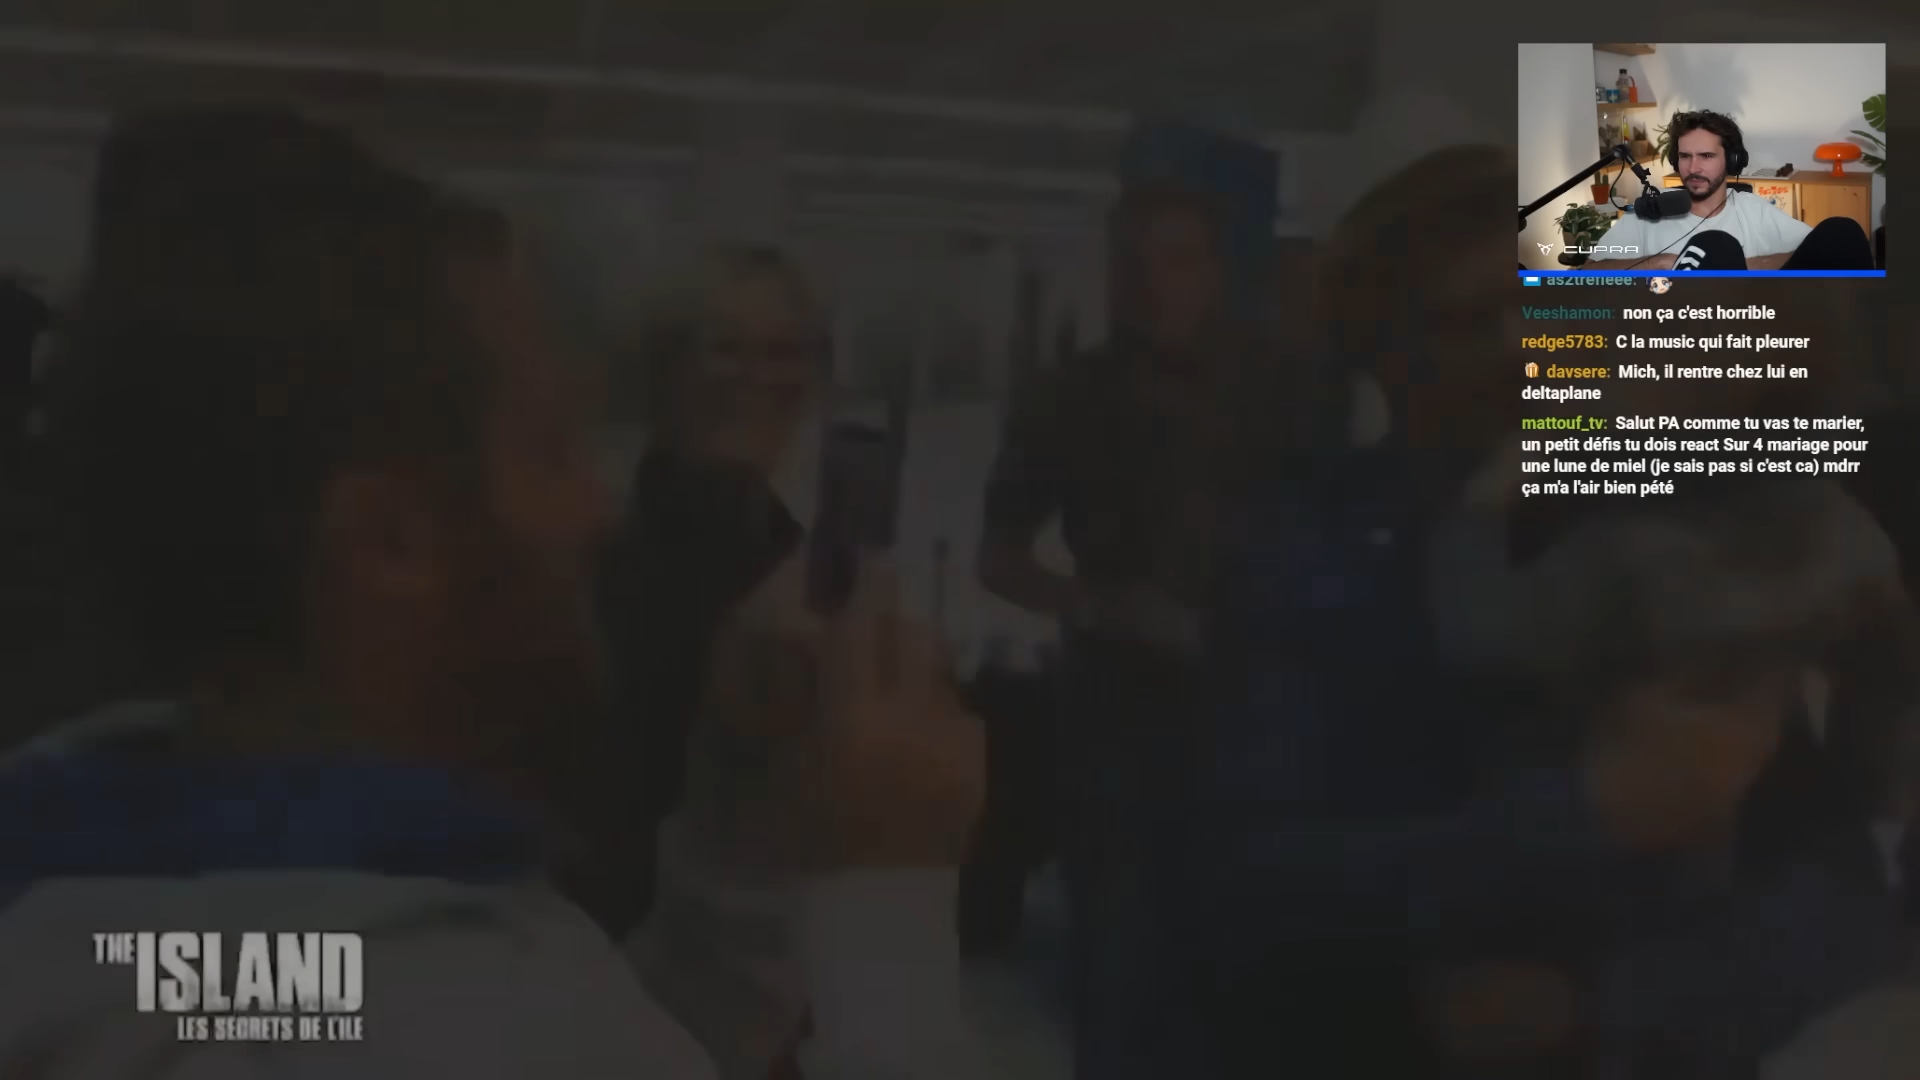 CUPRA
as2treneee:
Veeshamon: non ça c'est horrible
redge5783: C la music qui fait pleurer
davsere: Mich, il rentre chez lui en
deltaplane
mattouf_tv: Salut PA comme tu vas te marier,
un petit défis tu dois react Sur 4 mariage pour
une lune de miel (je sais pas si c'est ca) mdrr
ça m'a l'air bien pété
THE ISLAND
LES SECRETS DE L'ILE